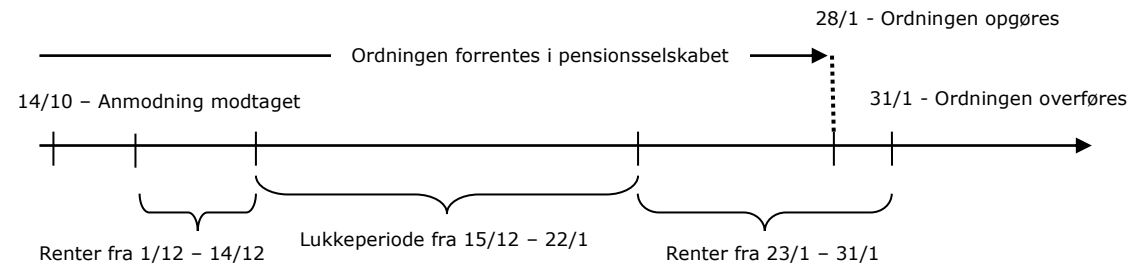 28/1 - Ordningen opgøres
Ordningen forrentes i pensionsselskabet
14/10 – Anmodning modtaget
31/1 - Ordningen overføres
Renter fra 1/12 – 14/12
Lukkeperiode fra 15/12 – 22/1
Renter fra 23/1 – 31/1